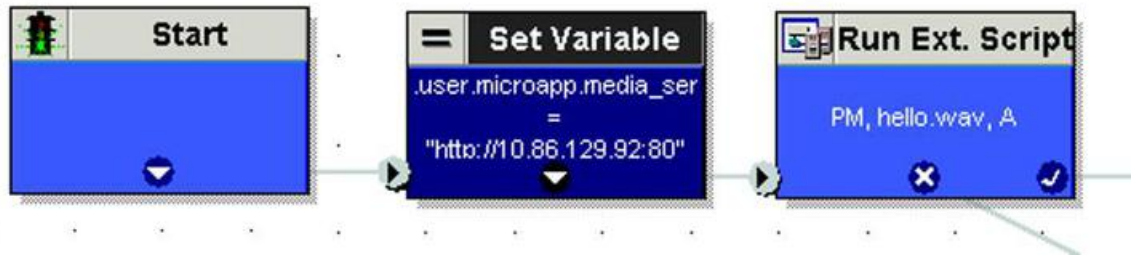 Start
Set Variable
.user.microapp.media_ser
=
"http://10.86.129.92:80"
Run Ext. Script
PM, hello.wav, A